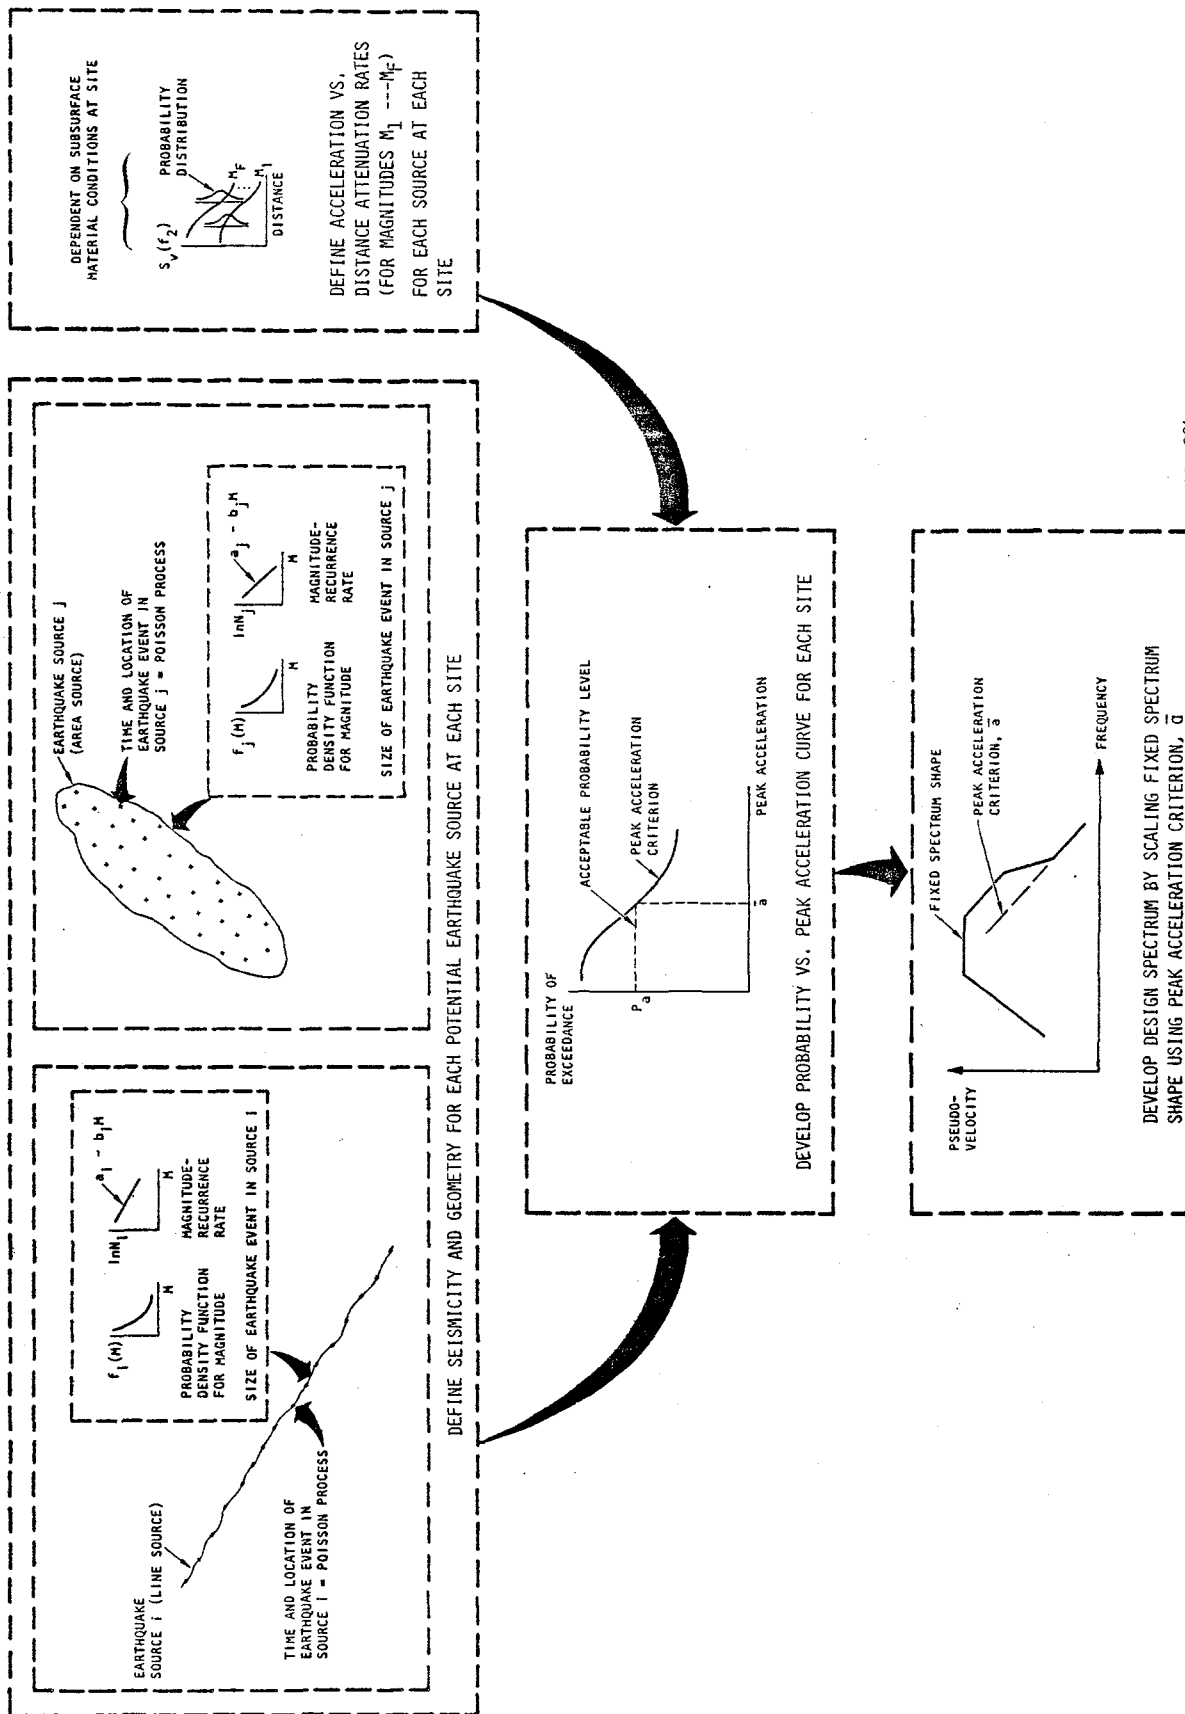 EARTHQUAKE
SOURCE i (LINE SOURCE)
TIME AND LOCATION OF
EARTHQUAKE EVENT IN
SOURCE i = POISSON PROCESS
f_i(M)
M
PROBABILITY
DENSITY FUNCTION
FOR MAGNITUDE
lnN_i
a_i - b_iM
M
MAGNITUDE-
RECURRENCE
RATE
SIZE OF EARTHQUAKE EVENT IN SOURCE i
EARTHQUAKE SOURCE j
(AREA SOURCE)
TIME AND LOCATION OF
EARTHQUAKE EVENT IN
SOURCE j = POISSON PROCESS
f_j(M)
M
PROBABILITY
DENSITY FUNCTION
FOR MAGNITUDE
lnN_j
a_j - b_jM
M
MAGNITUDE-
RECURRENCE
RATE
SIZE OF EARTHQUAKE EVENT IN SOURCE j
DEFINE SEISMICITY AND GEOMETRY FOR EACH POTENTIAL EARTHQUAKE SOURCE AT EACH SITE
DEPENDENT ON SUBSURFACE
MATERIAL CONDITIONS AT SITE
S_v(f_2)
PROBABILITY
DISTRIBUTION
M_F
M_1
DISTANCE
DEFINE ACCELERATION VS.
DISTANCE ATTENUATION RATES
(FOR MAGNITUDES M_1 ---M_F)
FOR EACH SOURCE AT EACH
SITE
PROBABILITY OF
EXCEEDANCE
P_a
ACCEPTABLE PROBABILITY LEVEL
PEAK ACCELERATION
CRITERION
ā
PEAK ACCELERATION
DEVELOP PROBABILITY VS. PEAK ACCELERATION CURVE FOR EACH SITE
PSEUDO-
VELOCITY
FIXED SPECTRUM SHAPE
PEAK ACCELERATION
CRITERION, ā
FREQUENCY
DEVELOP DESIGN SPECTRUM BY SCALING FIXED SPECTRUM
SHAPE USING PEAK ACCELERATION CRITERION, ā